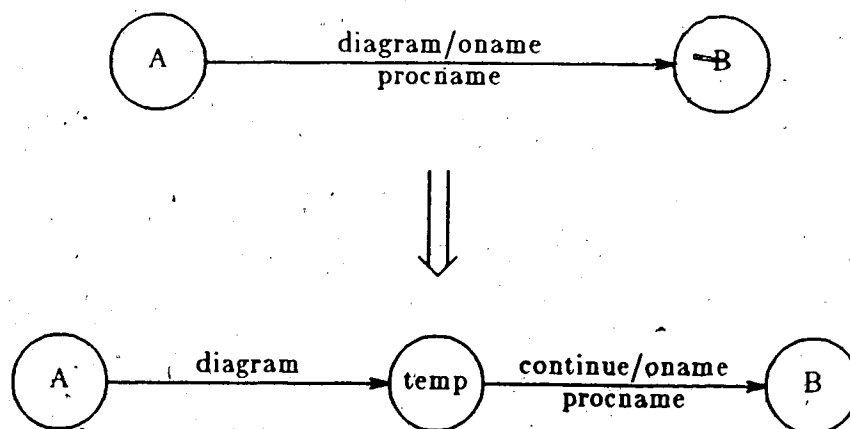 A diagram/oname B
procname
A diagram temp continue/oname B
procname